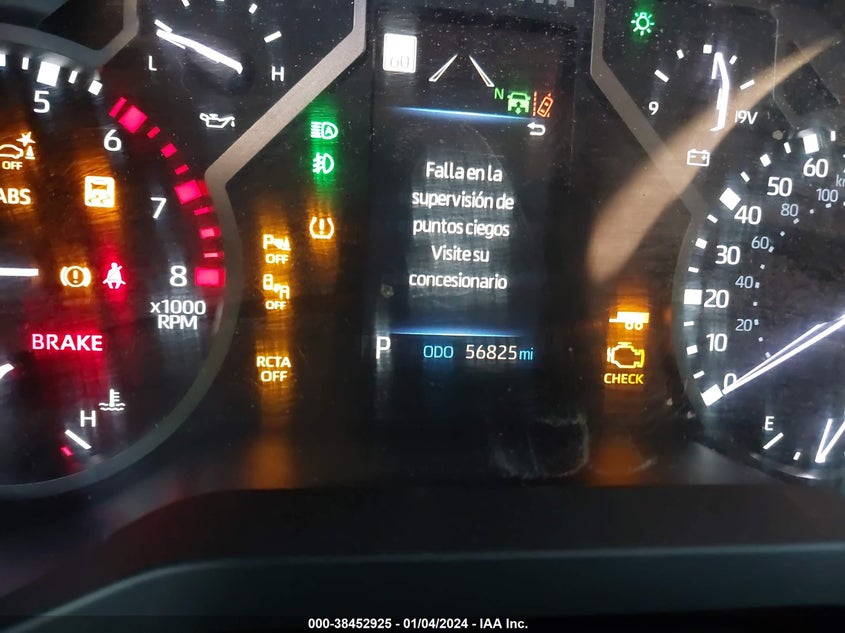 60
L
H
5
6
7
8
x1000
RPM
OFF
ABS
BRAKE
H
A
P
OFF
OFF
RCTA
OFF
N
Falla en la
supervisión de
puntos ciegos
Visite su
concesionario
P
ODO 56825 mi
CHECK
9
19V
60
50
40
30
20
10
0
100
80
60
40
20
E
000-38452925 - 01/04/2024 - IAA Inc.